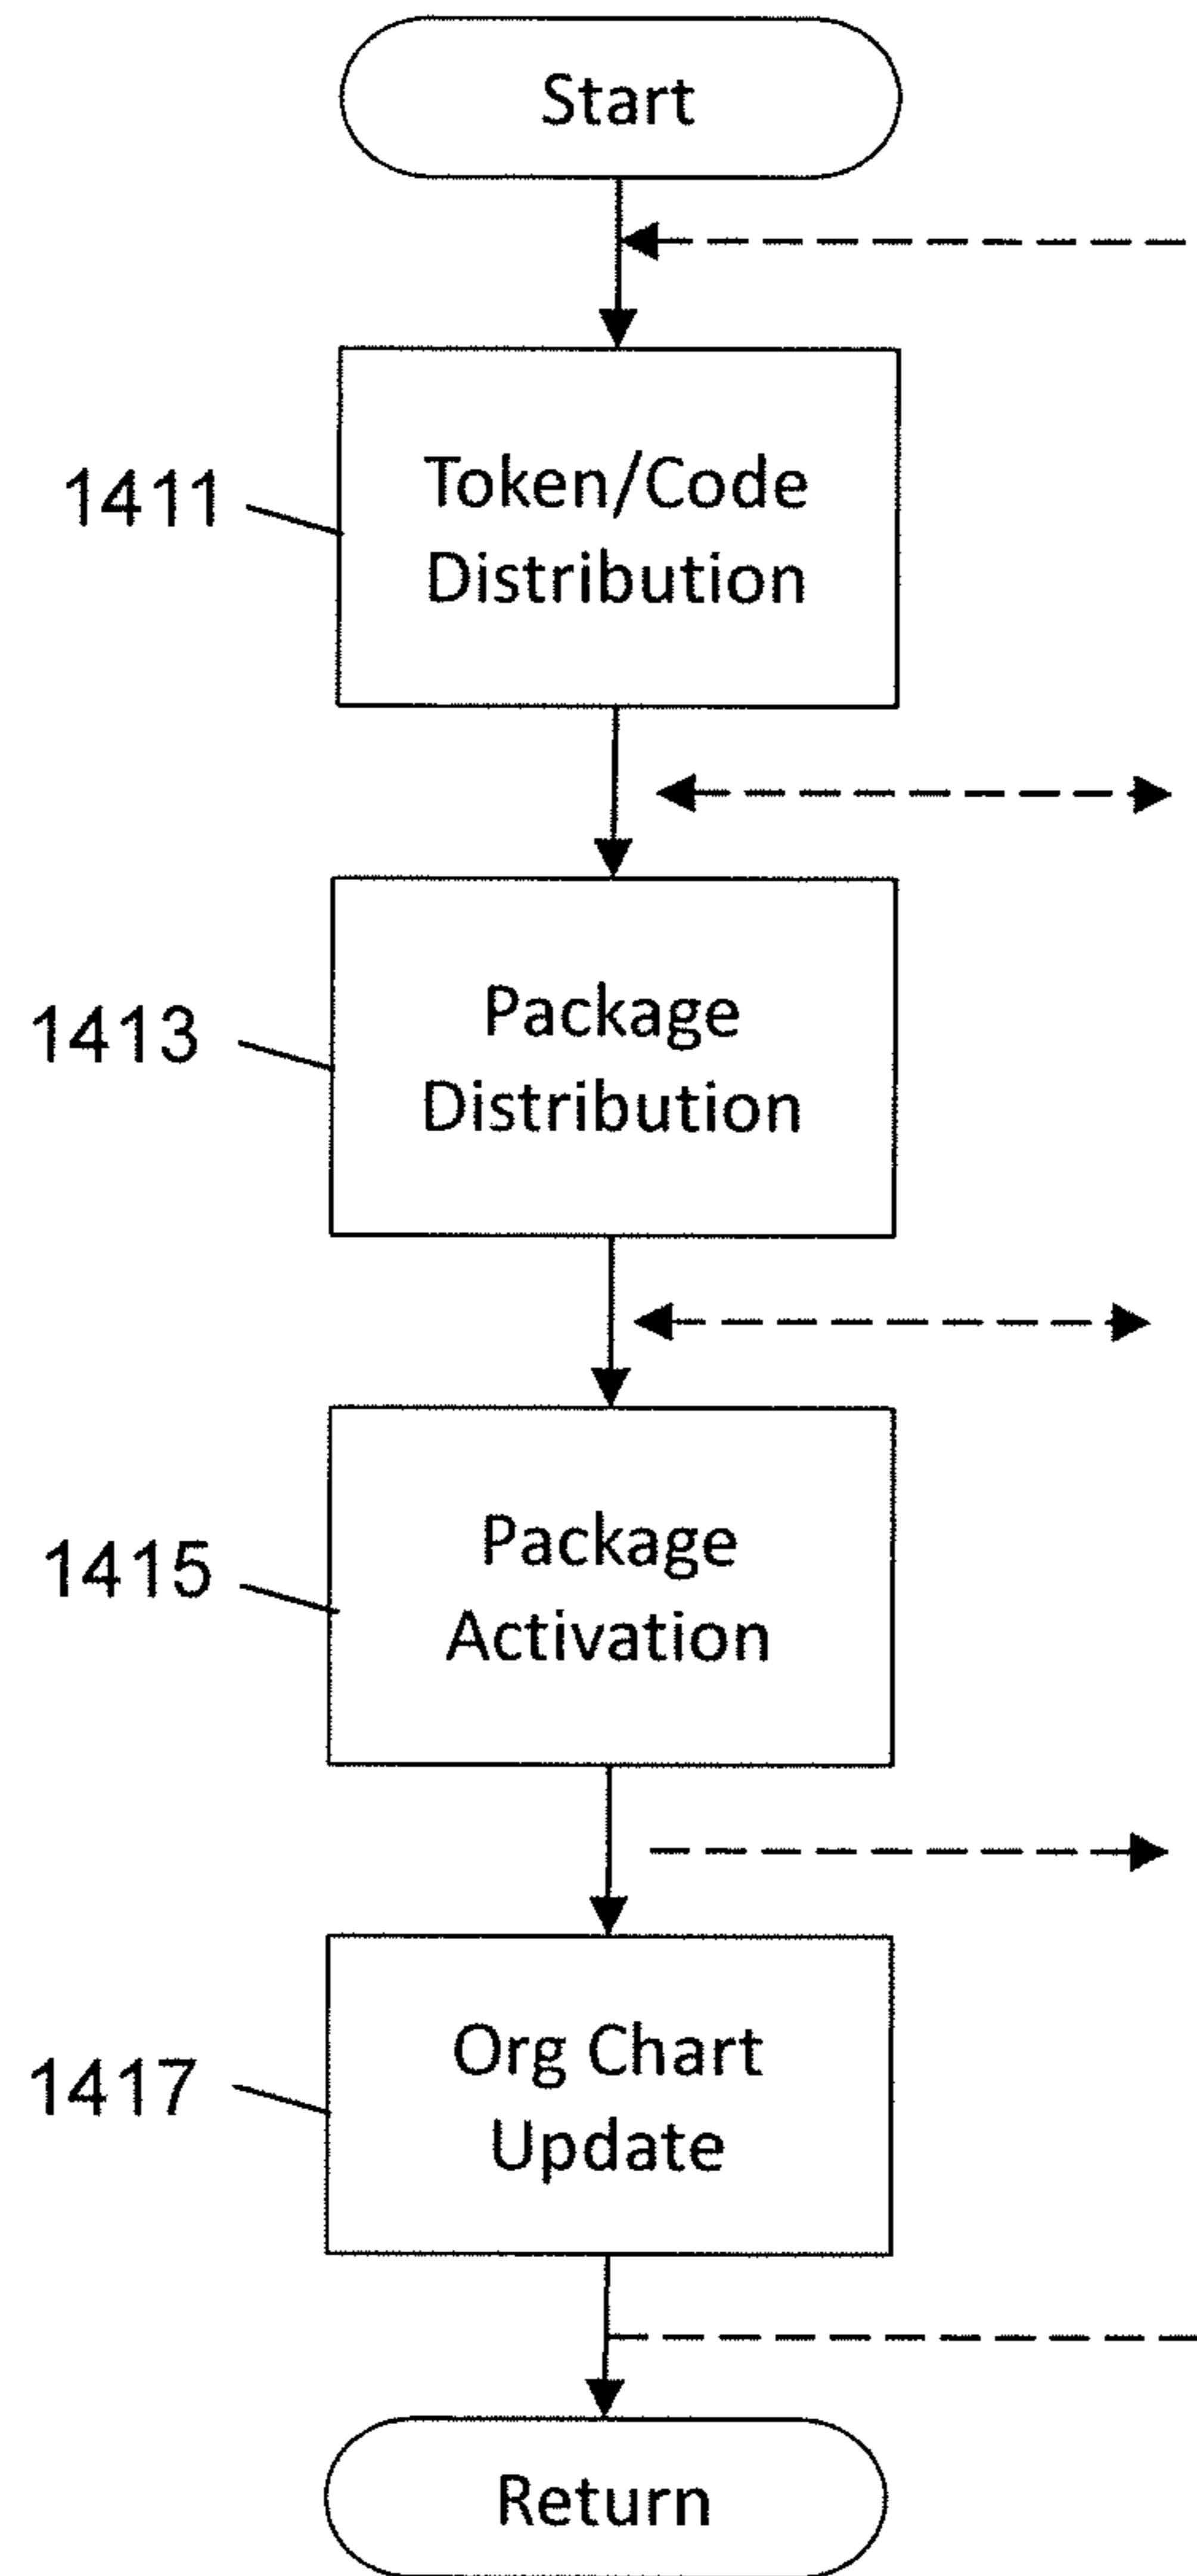 Start
1411
Token/Code
Distribution
1413
Package
Distribution
1415
Package
Activation
1417
Org Chart
Update
Return